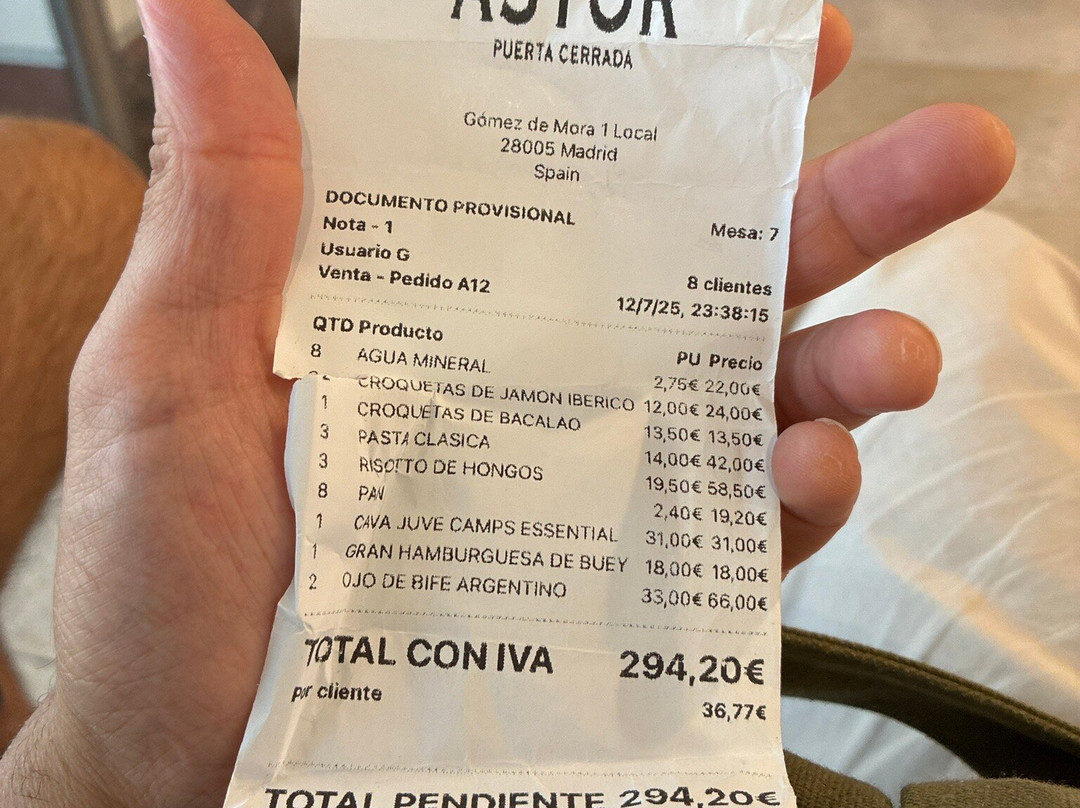 ASTOR
PUERTA CERRADA
Gómez de Mora 1 Local
28005 Madrid
Spain
DOCUMENTO PROVISIONAL
Nota - 1 Mesa: 7
Usuario G
Venta - Pedido A12 8 clientes
12/7/25, 23:38:15
QTD Producto PU Precio
8 AGUA MINERAL 2,75€ 22,00€
CROQUETAS DE JAMON IBERICO 12,00€ 24,00€
1 CROQUETAS DE BACALAO 13,50€ 13,50€
3 PASTA CLASICA 14,00€ 42,00€
3 RISOTTO DE HONGOS 19,50€ 58,50€
8 PAN 2,40€ 19,20€
1 CAVA JUVE CAMPS ESSENTIAL 31,00€ 31,00€
1 GRAN HAMBURGUESA DE BUEY 18,00€ 18,00€
2 OJO DE BIFE ARGENTINO 33,00€ 66,00€
TOTAL CON IVA 294,20€
por cliente 36,77€
TOTAL PENDIENTE 294,20€